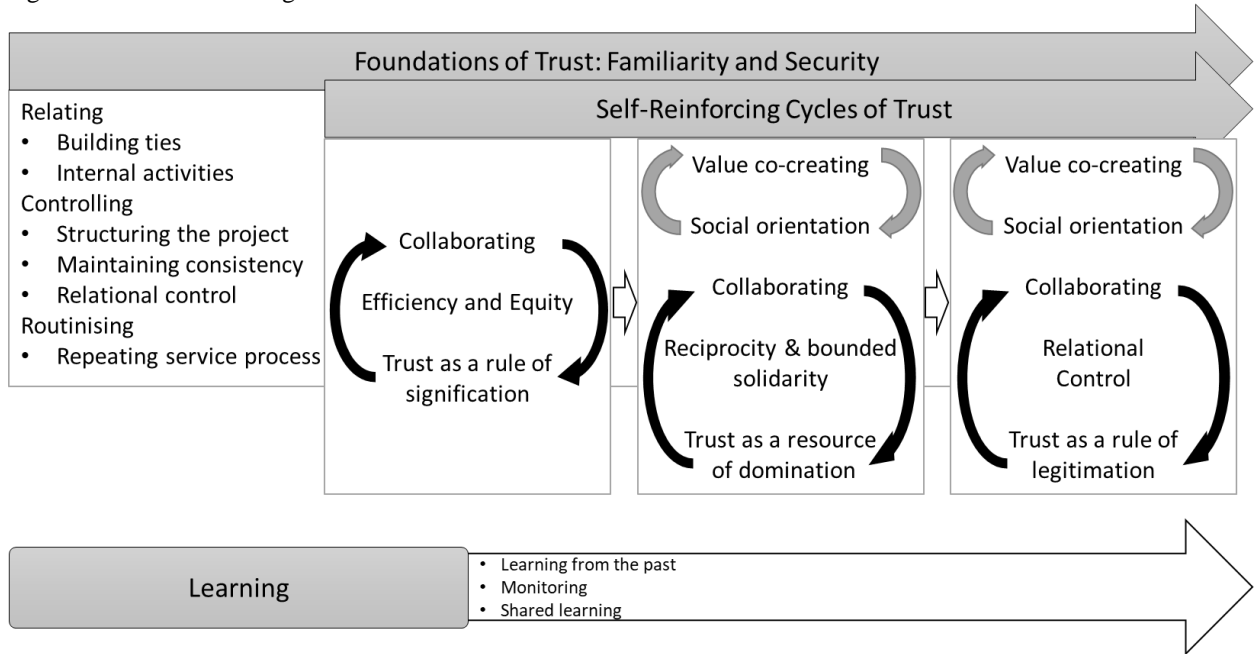 Foundations of Trust: Familiarity and Security
Self-Reinforcing Cycles of Trust
Relating
• Building ties
• Internal activities
Controlling
• Structuring the project
• Maintaining consistency
• Relational control
Routinising
• Repeating service process
Collaborating
Efficiency and Equity
Trust as a rule of
signification
Value co-creating
Social orientation
Collaborating
Reciprocity & bounded
solidarity
Trust as a resource
of domination
Value co-creating
Social orientation
Collaborating
Relational
Control
Trust as a rule of
legitimation
Learning
• Learning from the past
• Monitoring
• Shared learning